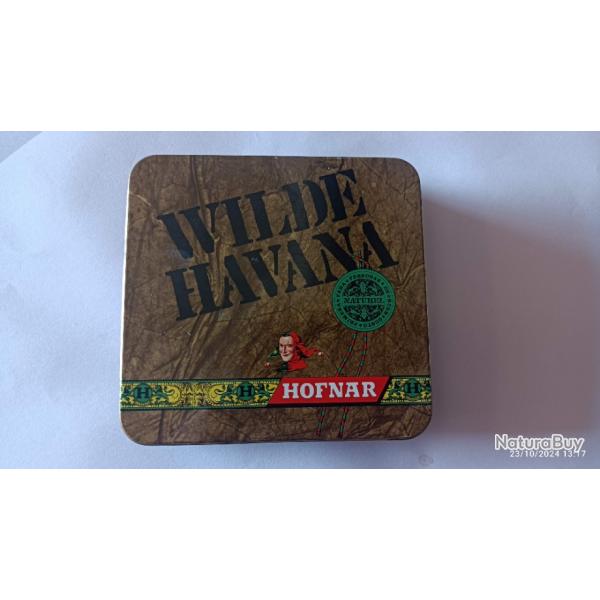 WILDE
HAVANA
NATUREL
H
H
HOFNAR
H
NaturaBuy
23/10/2024 13:17